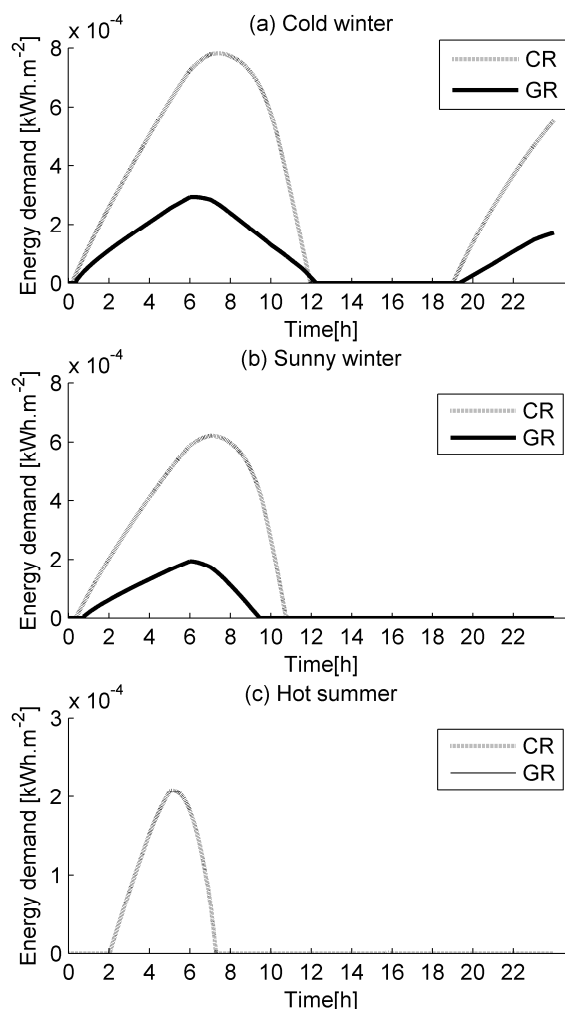 (a) Cold winter
x 10⁻⁴
8
6
4
2
0
Energy demand [kWh.m⁻²]
CR
GR
0 2 4 6 8 10 12 14 16 18 20 22
Time[h]
(b) Sunny winter
x 10⁻⁴
8
6
4
2
0
Energy demand [kWh.m⁻²]
CR
GR
0 2 4 6 8 10 12 14 16 18 20 22
Time[h]
(c) Hot summer
x 10⁻⁴
3
2
1
0
Energy demand [kWh.m⁻²]
CR
GR
0 2 4 6 8 10 12 14 16 18 20 22
Time[h]